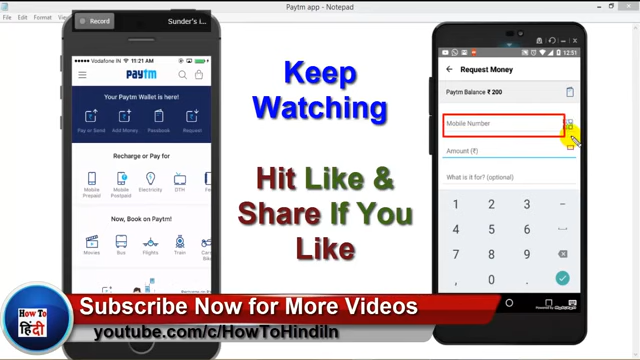 Paytm app - Notepad
File Edit Format
Record
Sunder's i...
Vodafone IN
11:21 AM
Paytm
Your Paytm Wallet is here!
Pay or Send Add Money Passbook Request
Recharge or Pay for
Mobile Prepaid Mobile Postpaid Electricity DTH
Now, Book on Paytm!
Movies Bus Flights Train
Keep
Watching
Hit Like &
Share If You
Like
12:51
Request Money
Paytm Balance ₹ 200
Mobile Number
Amount (₹)
What is it for? (optional)
1 2 3 –
4 5 6
7 8 9
, 0 .
How To
हिंदी
Subscribe Now for More Videos
youtube.com/c/HowToHindiIn